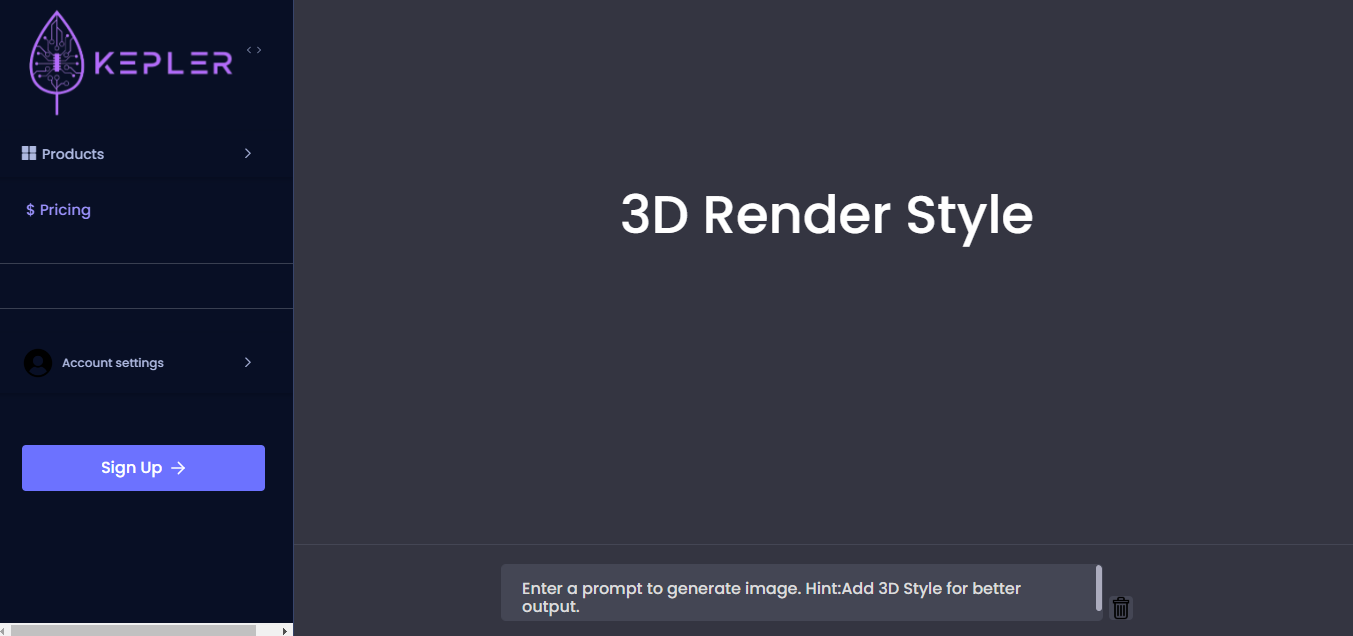 KEPLER
< >
Products
$ Pricing
Account settings
Sign Up →
3D Render Style
Enter a prompt to generate image. Hint:Add 3D Style for better
output.